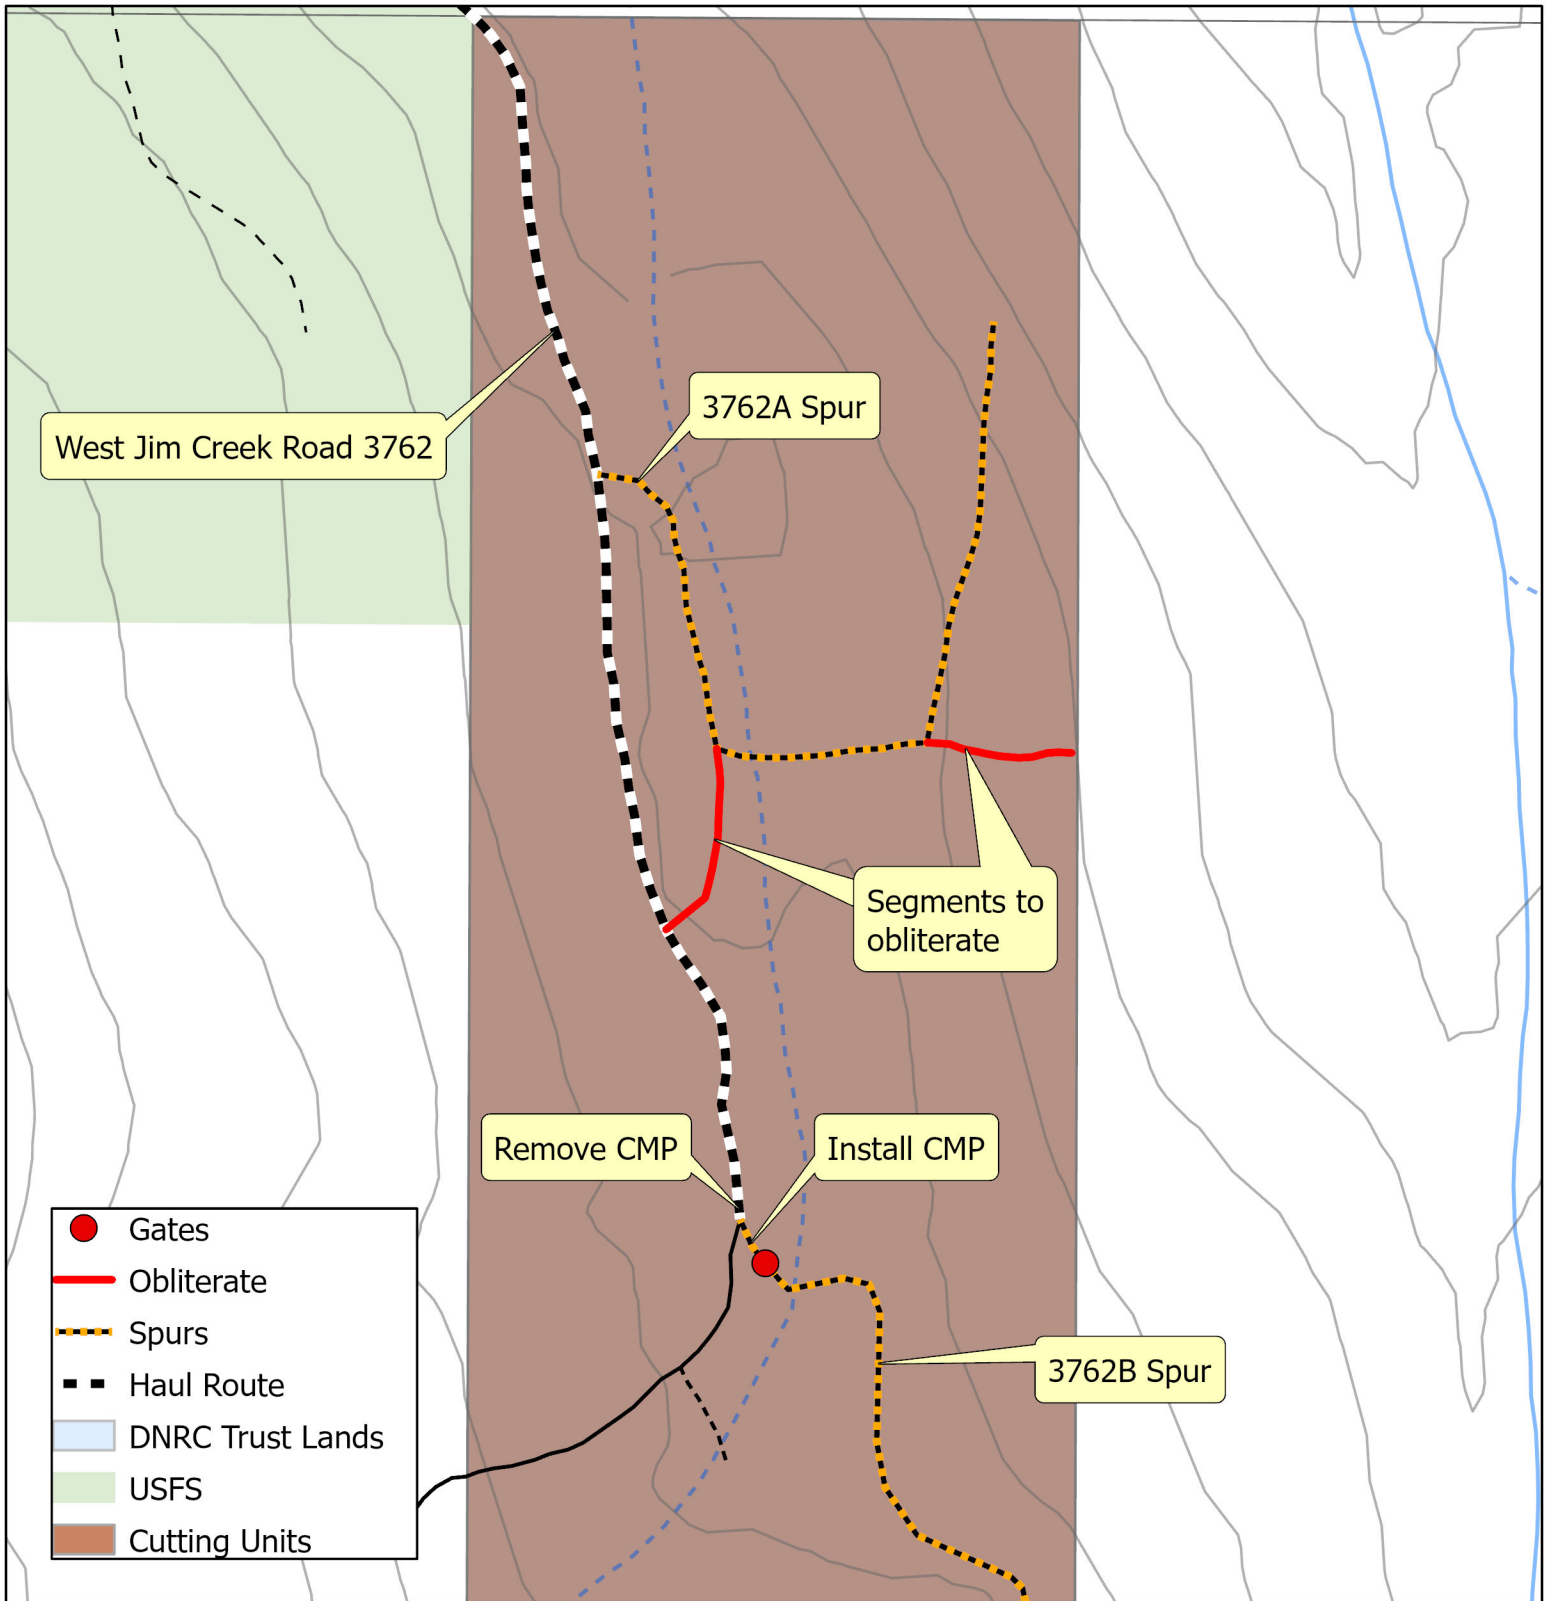 3762A Spur
West Jim Creek Road 3762
Segments to
obliterate
Remove CMP
Install CMP
3762B Spur
Gates
Obliterate
Spurs
Haul Route
DNRC Trust Lands
USFS
Cutting Units